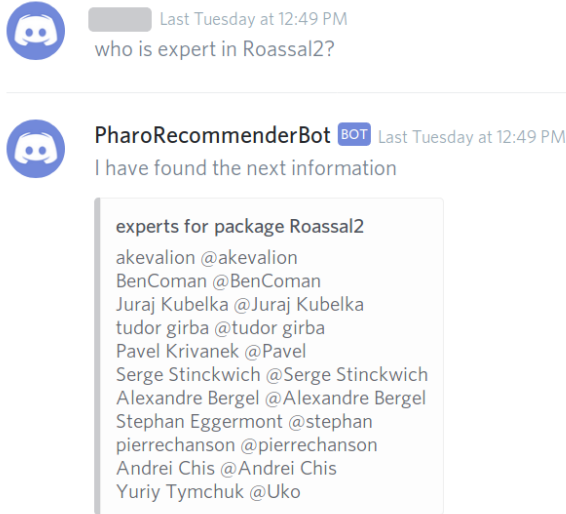 Last Tuesday at 12:49 PM
who is expert in Roassal2?
PharoRecommenderBot BOT Last Tuesday at 12:49 PM
I have found the next information
experts for package Roassal2
akevalion @akevalion
BenComan @BenComan
Juraj Kubelka @Juraj Kubelka
tudor girba @tudor girba
Pavel Krivanek @Pavel
Serge Stinckwich @Serge Stinckwich
Alexandre Bergel @Alexandre Bergel
Stephan Eggermont @stephan
pierrechanson @pierrechanson
Andrei Chis @Andrei Chis
Yuriy Tymchuk @Uko